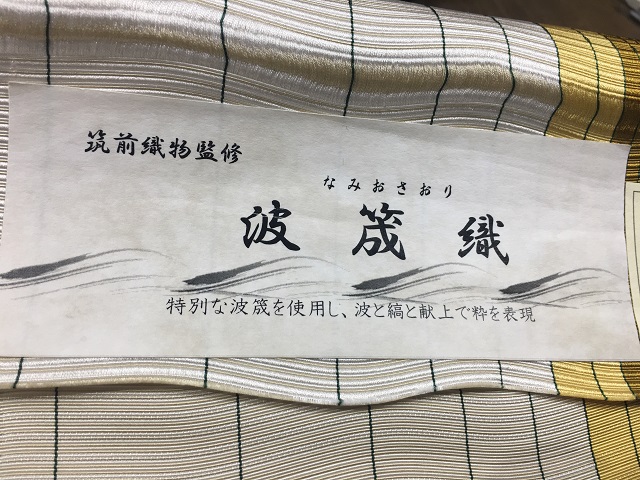 筑前織物監修
なみおさおり
波筬織
特別な波筬を使用し、波と縞と献上で粋を表現